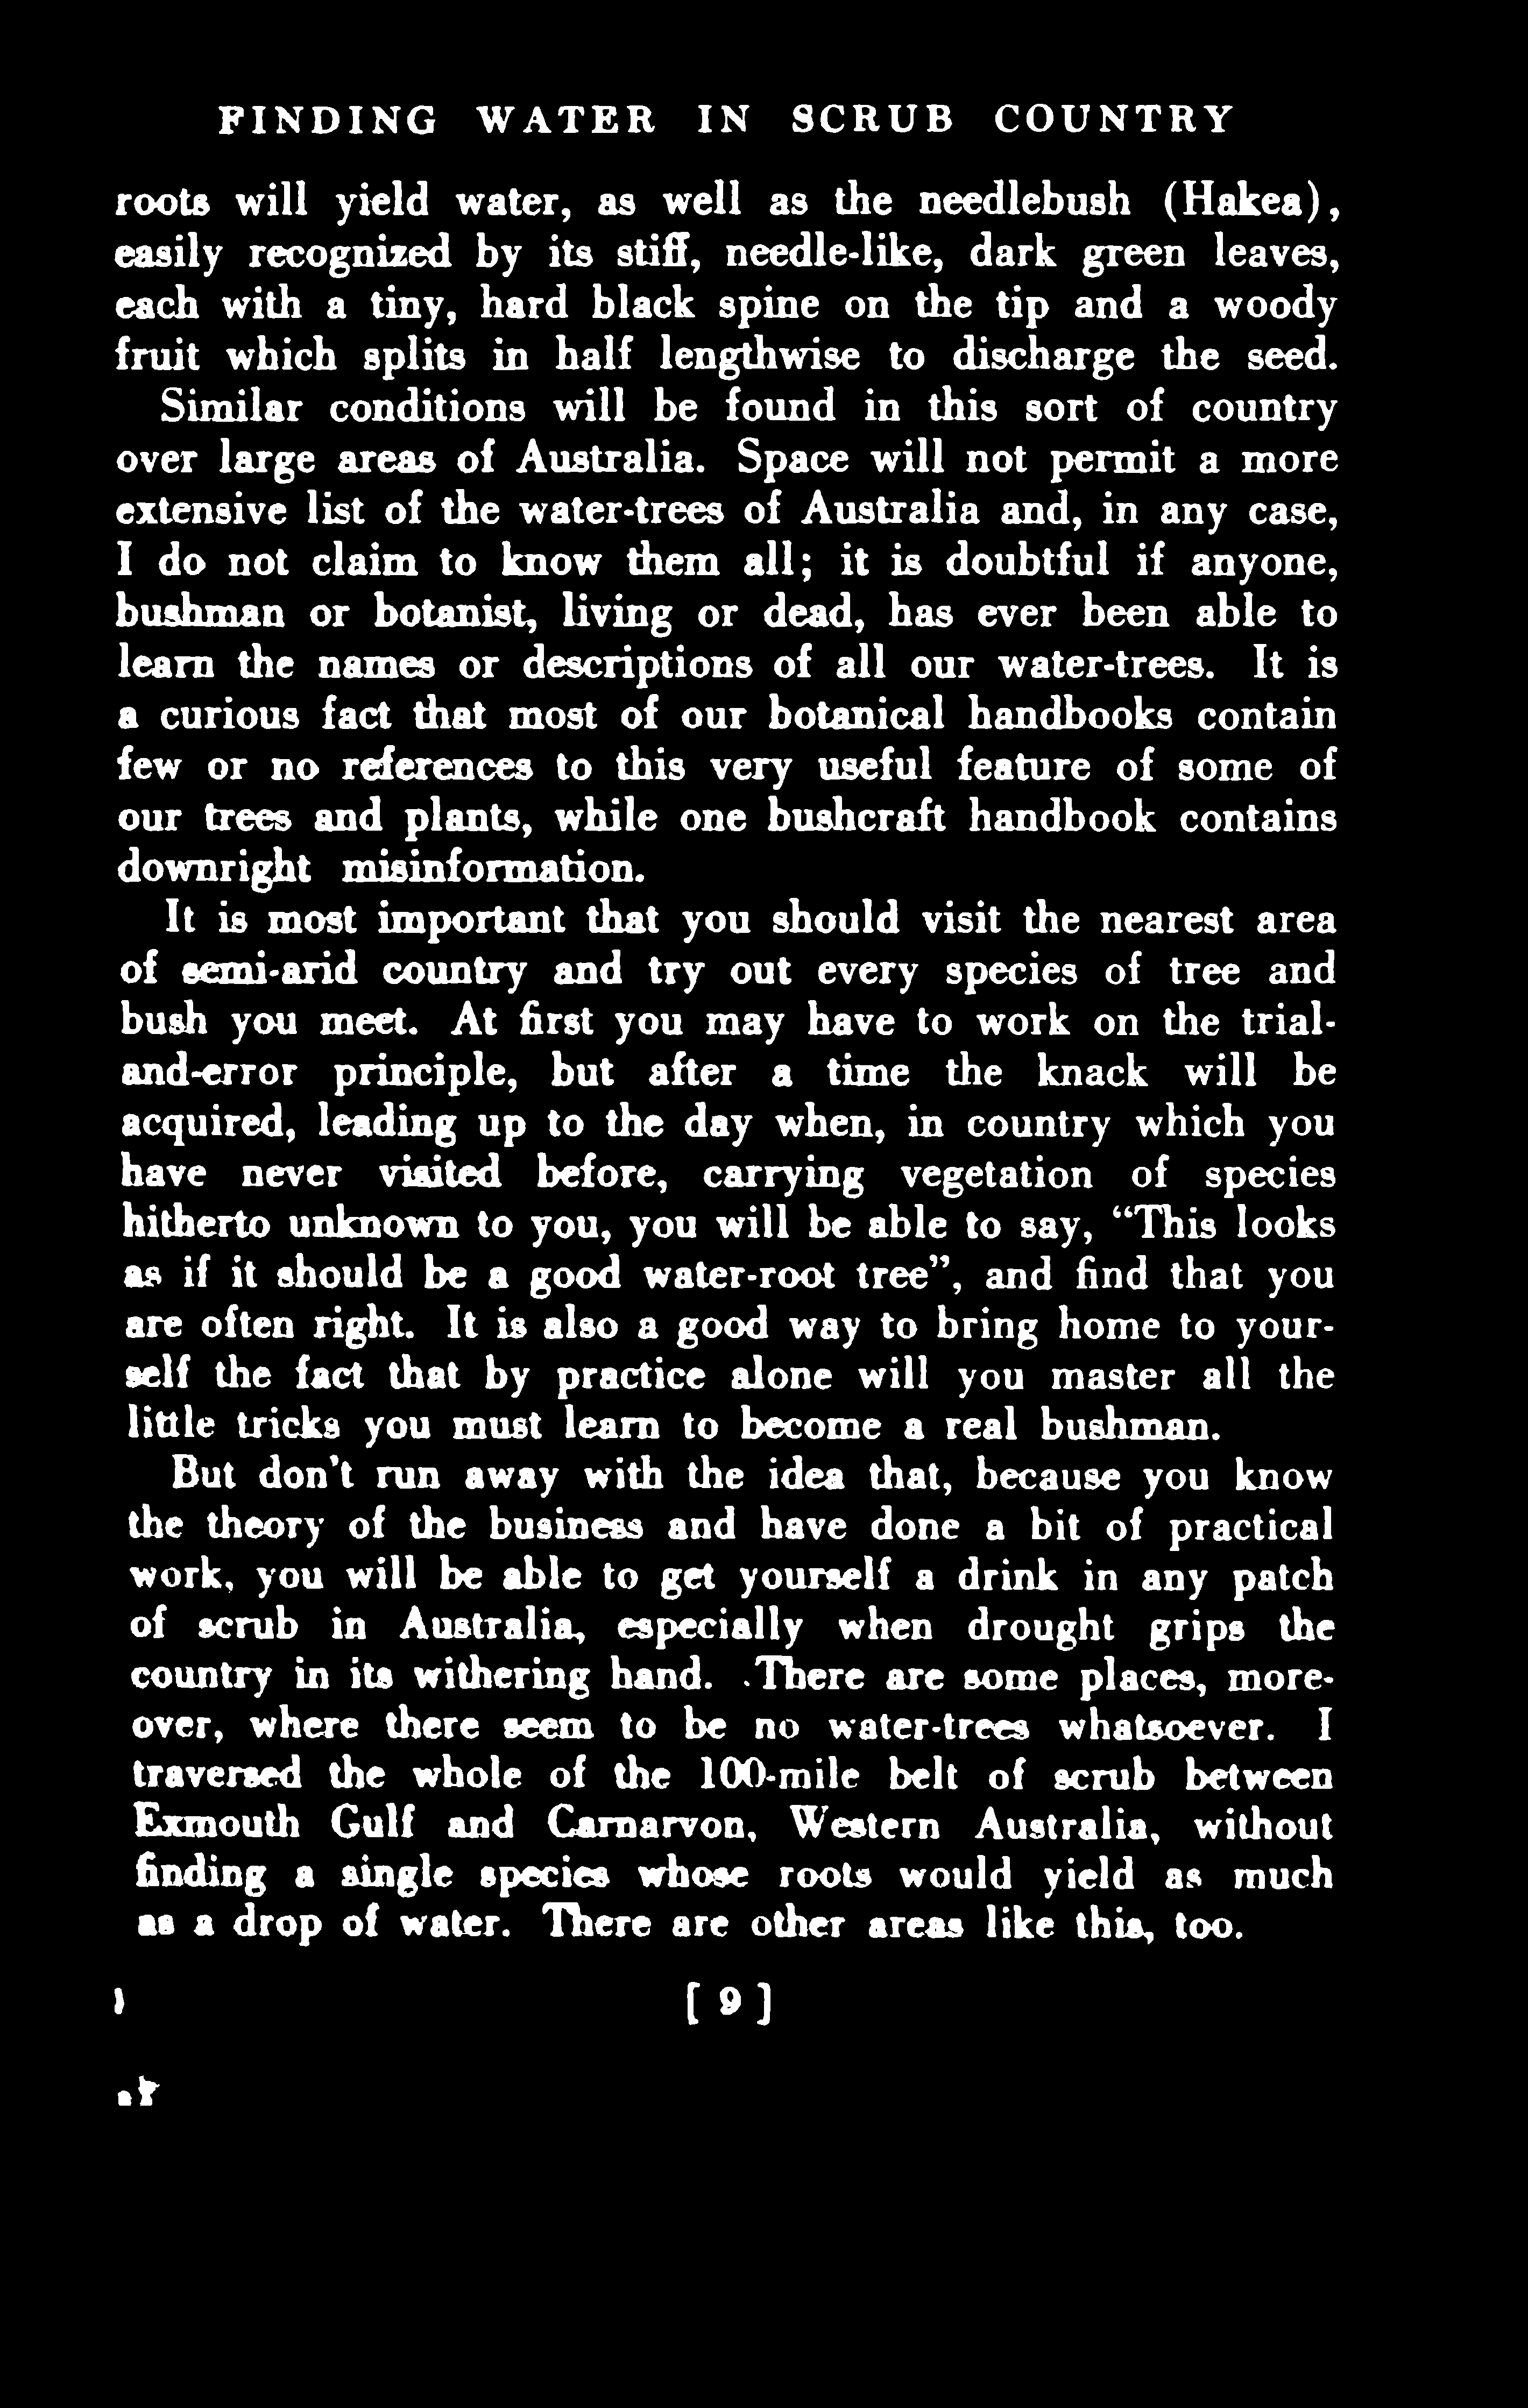 FINDING WATER IN SCRUB COUNTRY
roots will yield water, as well as the needlebush (Hakea),
easily recognized by its stiff, needle-like, dark green leaves,
each with a tiny, hard black spine on the tip and a woody
fruit which splits in half lengthwise to discharge the seed.
Similar conditions will be found in this sort of country
over large areas of Australia. Space will not permit a more
extensive list of the water-trees of Australia and, in any case,
I do not claim to know them all; it is doubtful if anyone,
bushman or botanist, living or dead, has ever been able to
learn the names or descriptions of all our water-trees. It is
a curious fact that most of our botanical handbooks contain
few or no references to this very useful feature of some of
our trees and plants, while one bushcraft handbook contains
downright misinformation.
It is most important that you should visit the nearest area
of semi-arid country and try out every species of tree and
bush you meet. At first you may have to work on the trial-
and-error principle, but after a time the knack will be
acquired, leading up to the day when, in country which you
have never visited before, carrying vegetation of species
hitherto unknown to you, you will be able to say, “This looks
as if it should be a good water-root tree”, and find that you
are often right. It is also a good way to bring home to your-
self the fact that by practice alone will you master all the
little tricks you must learn to become a real bushman.
But don't run away with the idea that, because you know
the theory of the business and have done a bit of practical
work, you will be able to get yourself a drink in any patch
of scrub in Australia, especially when drought grips the
country in its withering hand. There are some places, more-
over, where there seem to be no water-trees whatsoever. I
traversed the whole of the 100-mile belt of scrub between
Exmouth Gulf and Carnarvon, Western Australia, without
finding a single species whose roots would yield as much
as a drop of water. There are other areas like this, too.
[ 9 ]